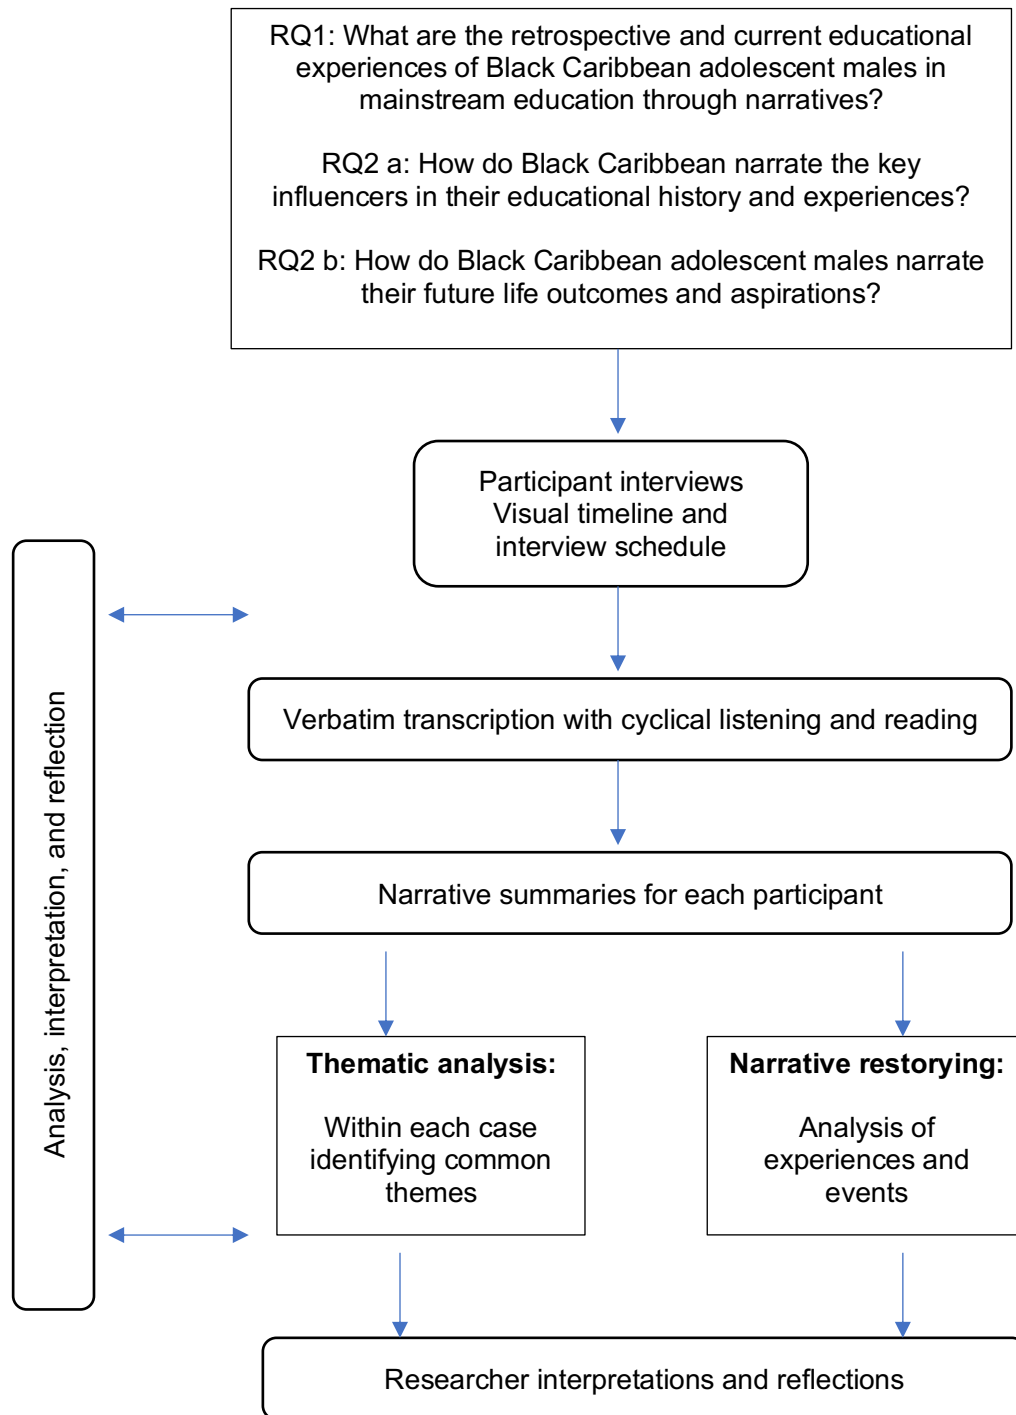 RQ1: What are the retrospective and current educational
experiences of Black Caribbean adolescent males in
mainstream education through narratives?
RQ2 a: How do Black Caribbean narrate the key
influencers in their educational history and experiences?
RQ2 b: How do Black Caribbean adolescent males narrate
their future life outcomes and aspirations?
Participant interviews
Visual timeline and
interview schedule
Analysis, interpretation, and reflection
Verbatim transcription with cyclical listening and reading
Narrative summaries for each participant
Thematic analysis:
Within each case
identifying common
themes
Narrative restorying:
Analysis of
experiences and
events
Researcher interpretations and reflections